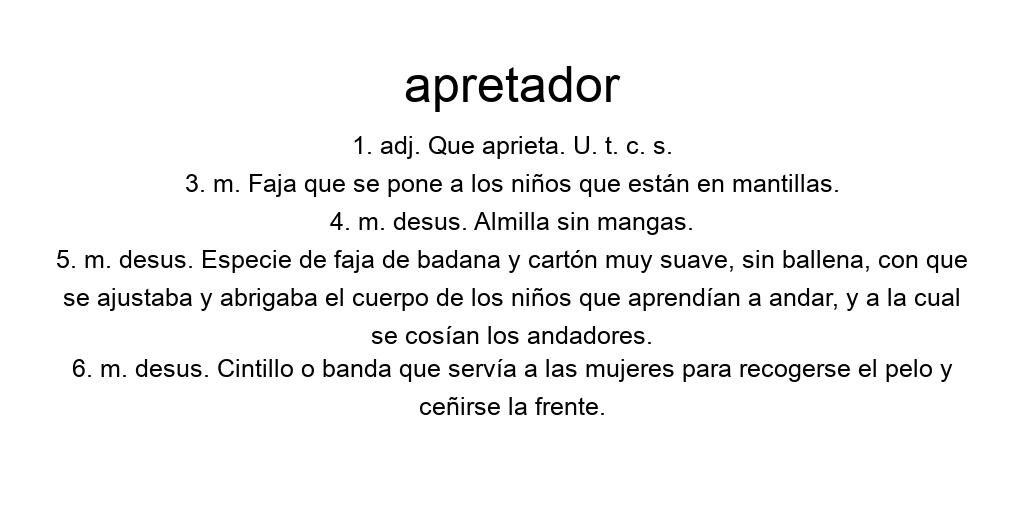 apretador
1. adj. Que aprieta. U. t. c. s.
3. m. Faja que se pone a los niños que están en mantillas.
4. m. desus. Almilla sin mangas.
5. m. desus. Especie de faja de badana y cartón muy suave, sin ballena, con que
se ajustaba y abrigaba el cuerpo de los niños que aprendían a andar, y a la cual
se cosían los andadores.
6. m. desus. Cintillo o banda que servía a las mujeres para recogerse el pelo y
ceñirse la frente.